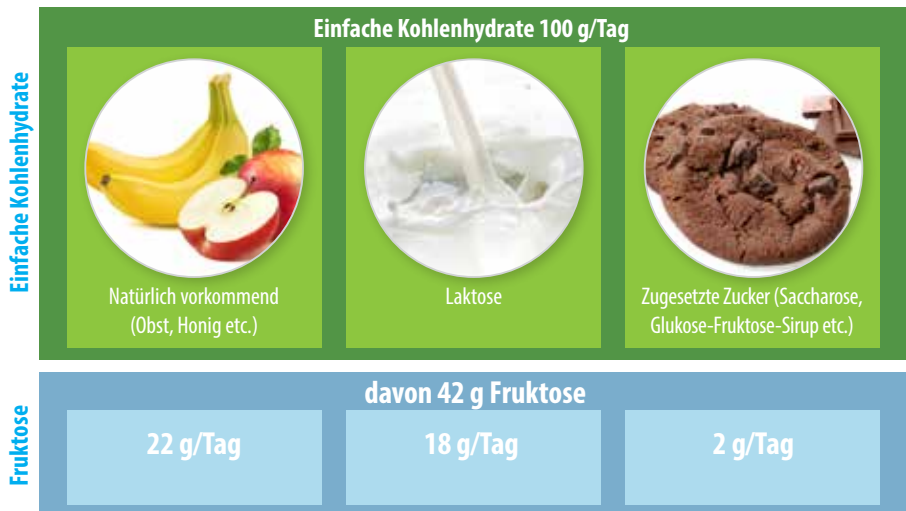 Einfache Kohlenhydrate
Einfache Kohlenhydrate 100 g/Tag
Natürlich vorkommend
(Obst, Honig etc.)
Laktose
Zugesetzte Zucker (Saccharose,
Glukose-Fruktose-Sirup etc.)
Fruktose
davon 42 g Fruktose
22 g/Tag
18 g/Tag
2 g/Tag